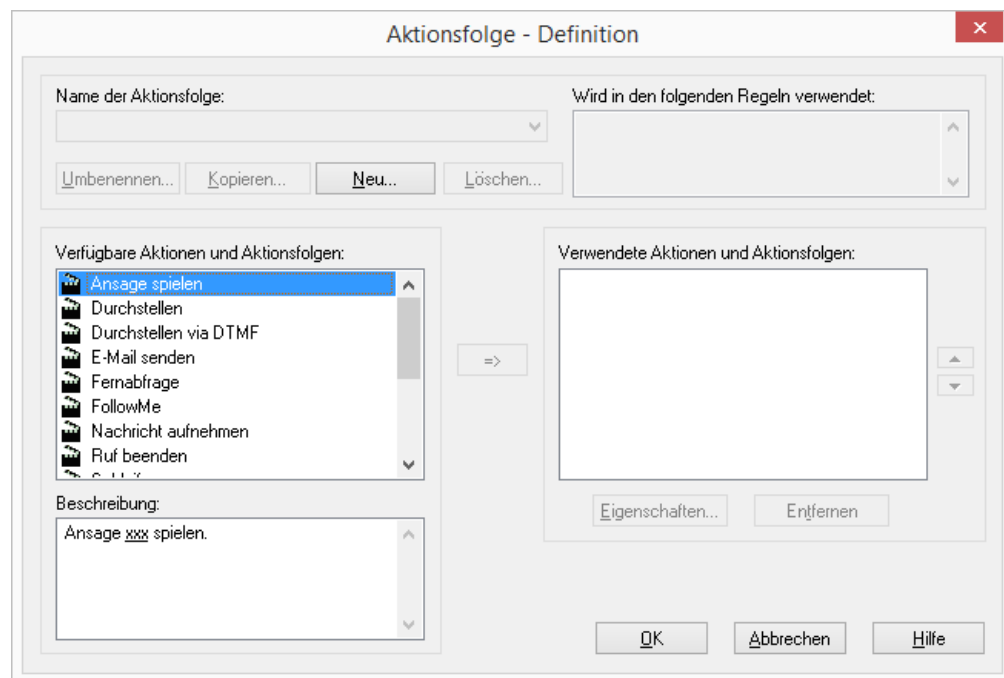 Aktionsfolge - Definition
Name der Aktionsfolge:
Wird in den folgenden Regeln verwendet:
Umbenennen...
Kopieren...
Neu...
Löschen...
Verfügbare Aktionen und Aktionsfolgen:
Verwendete Aktionen und Aktionsfolgen:
Ansage spielen
Durchstellen
Durchstellen via DTMF
E-Mail senden
=>
Fernabfrage
FollowMe
Nachricht aufnehmen
Ruf beenden
Beschreibung:
Eigenschaften...
Entfernen
Ansage xxx spielen.
OK
Abbrechen
Hilfe